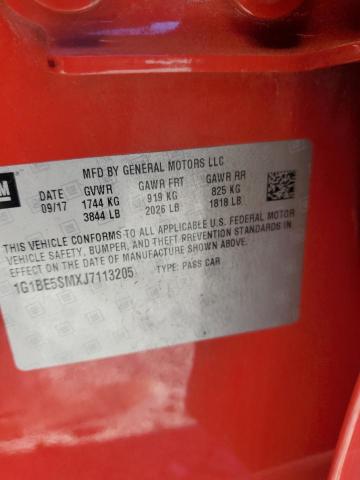 GM
MFD BY GENERAL MOTORS LLC
DATE GVWR GAWR FRT GAWR RR
09/17 1744 KG 919 KG 825 KG
3844 LB 2026 LB 1818 LB
THIS VEHICLE CONFORMS TO ALL APPLICABLE U.S. FEDERAL MOTOR
VEHICLE SAFETY, BUMPER, AND THEFT PREVENTION STANDARDS IN
EFFECT ON THE DATE OF MANUFACTURE SHOWN ABOVE.
1G1BE5SMXJ7113205 TYPE: PASS CAR